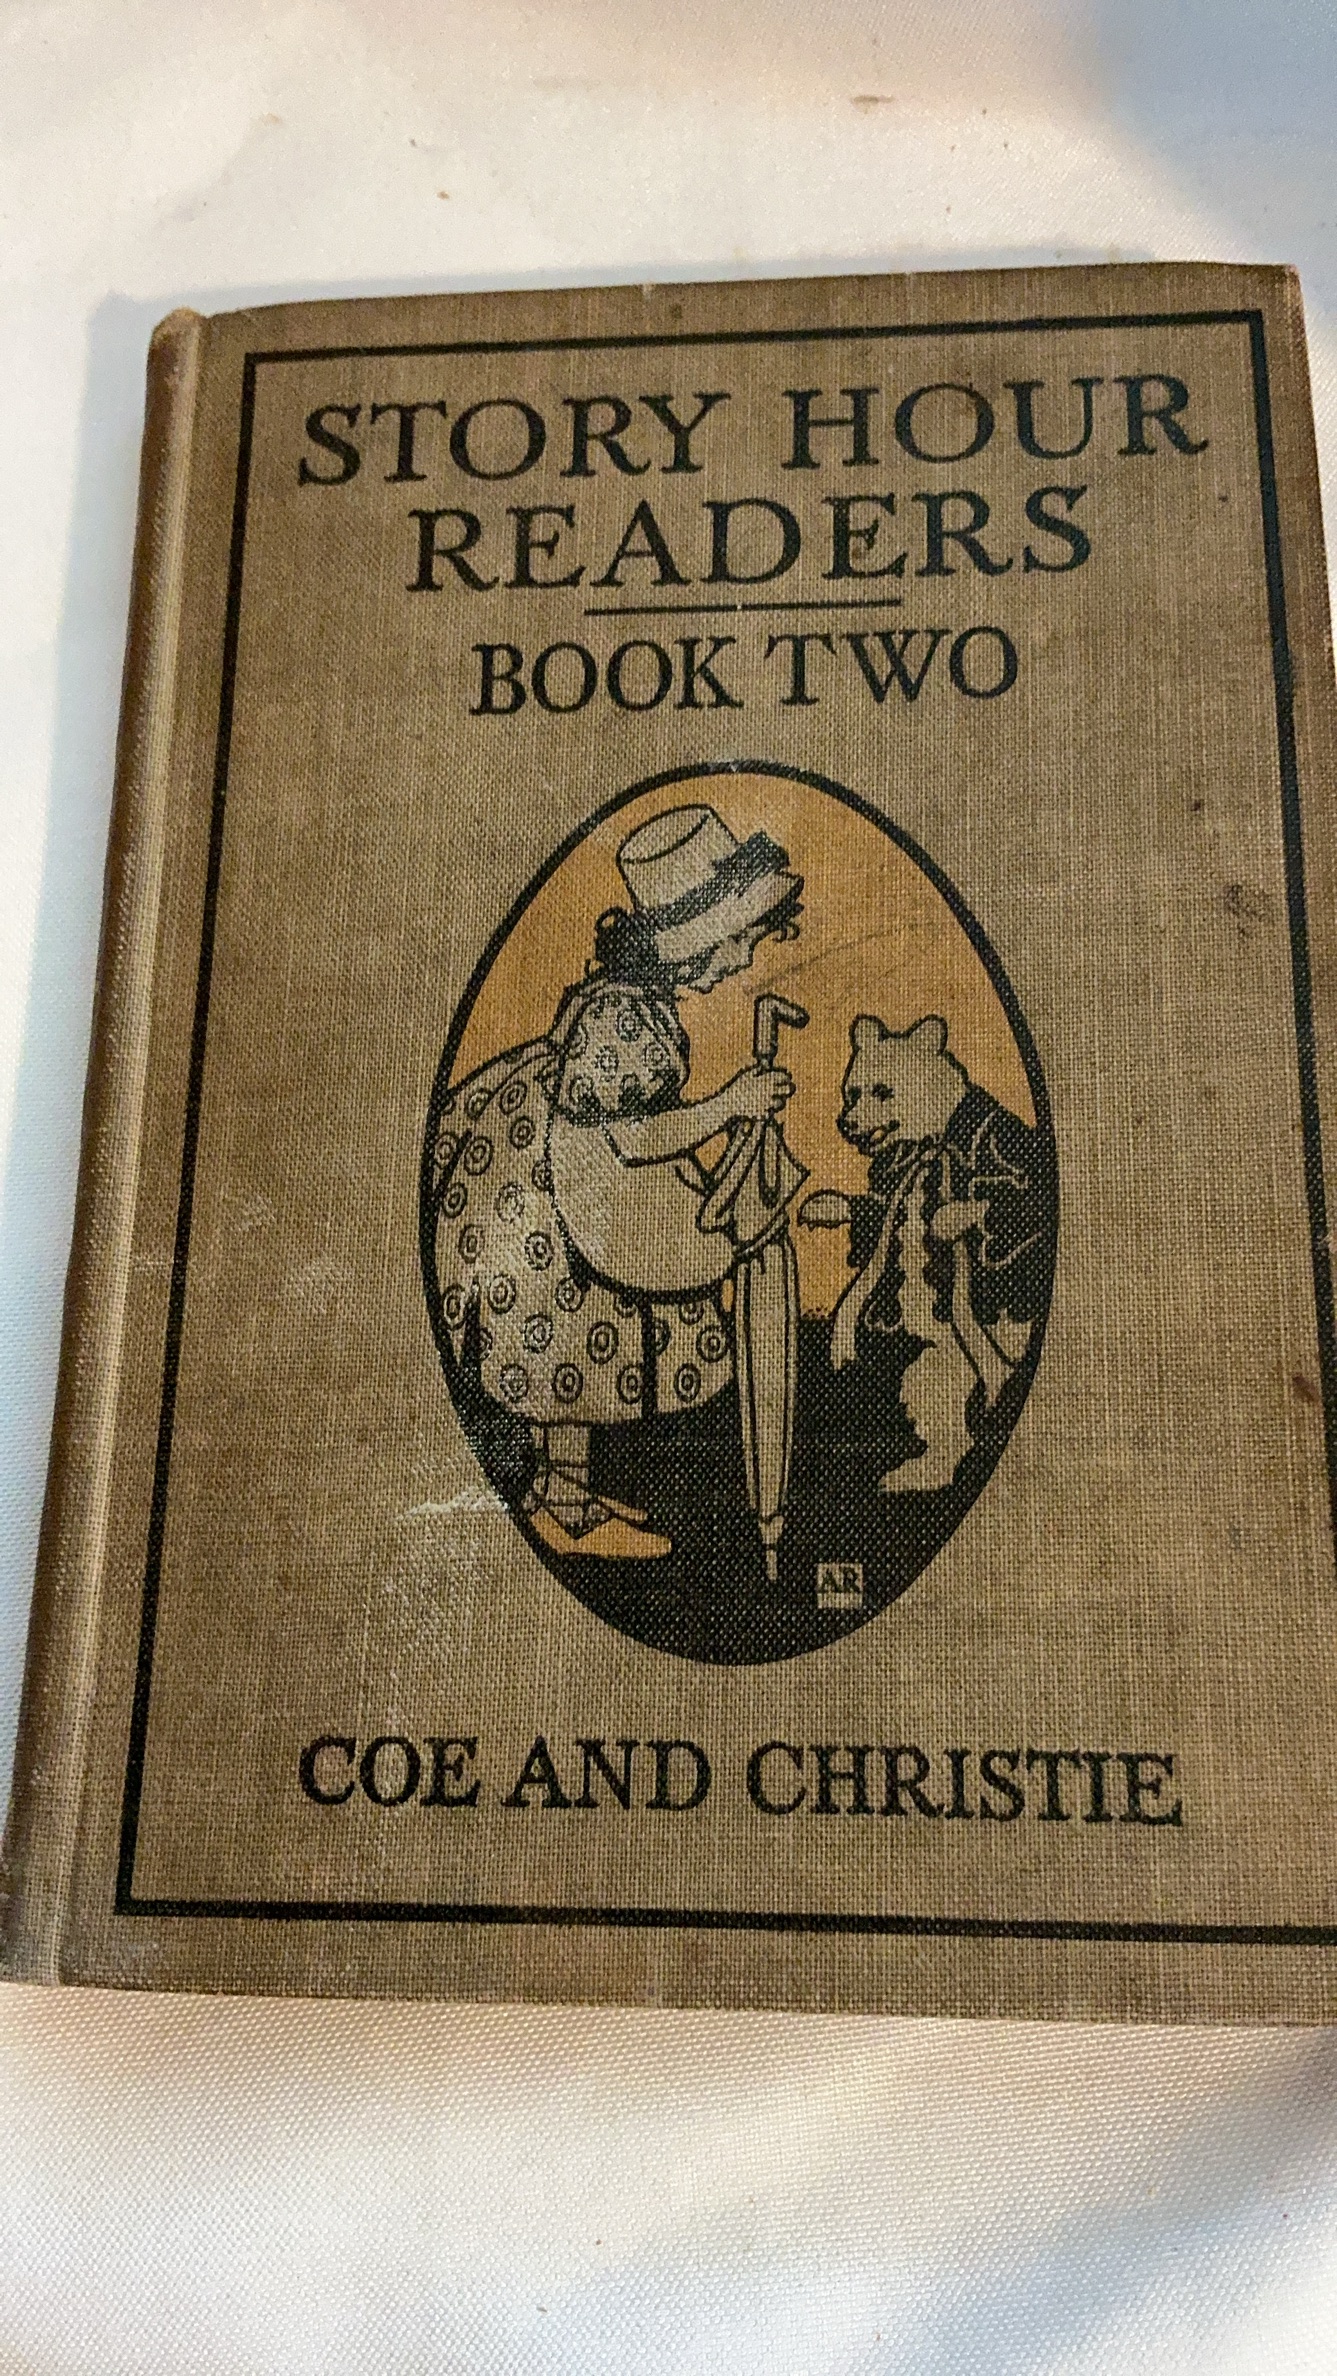 STORY HOUR
READERS
BOOK TWO
AR
COE AND CHRISTIE